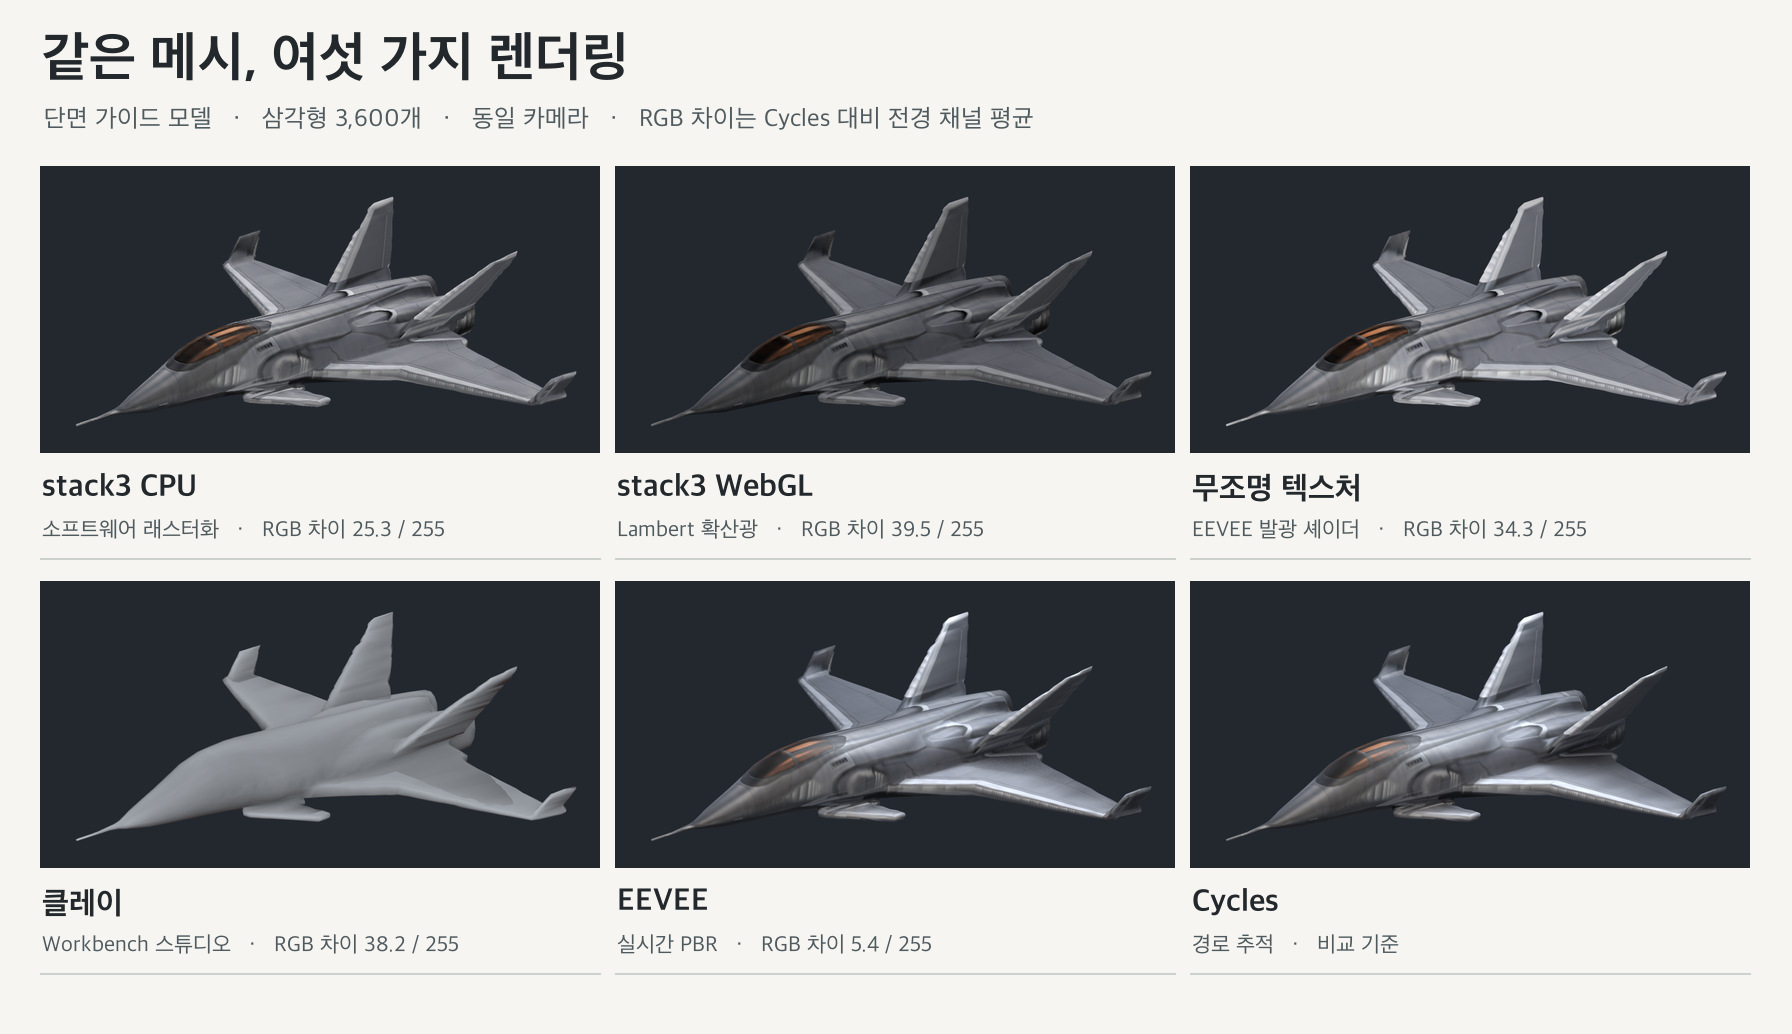 같은 메시, 여섯 가지 렌더링
단면 가이드 모델 · 삼각형 3,600개 · 동일 카메라 · RGB 차이는 Cycles 대비 전경 채널 평균
stack3 CPU
소프트웨어 래스터화 · RGB 차이 25.3 / 255
stack3 WebGL
Lambert 확산광 · RGB 차이 39.5 / 255
무조명 텍스처
EEVEE 발광 셰이더 · RGB 차이 34.3 / 255
클레이
Workbench 스튜디오 · RGB 차이 38.2 / 255
EEVEE
실시간 PBR · RGB 차이 5.4 / 255
Cycles
경로 추적 · 비교 기준